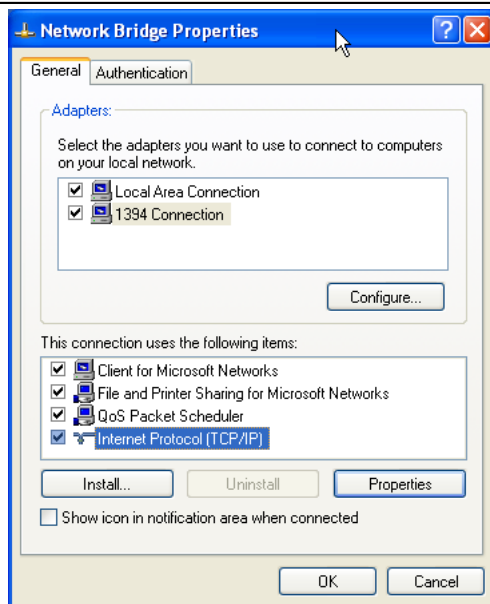 Network Bridge Properties
General
Authentication
Adapters:
Select the adapters you want to use to connect to computers
on your local network.
Local Area Connection
1394 Connection
Configure...
This connection uses the following items:
Client for Microsoft Networks
File and Printer Sharing for Microsoft Networks
QoS Packet Scheduler
Internet Protocol (TCP/IP)
Install...
Uninstall
Properties
Show icon in notification area when connected
OK
Cancel